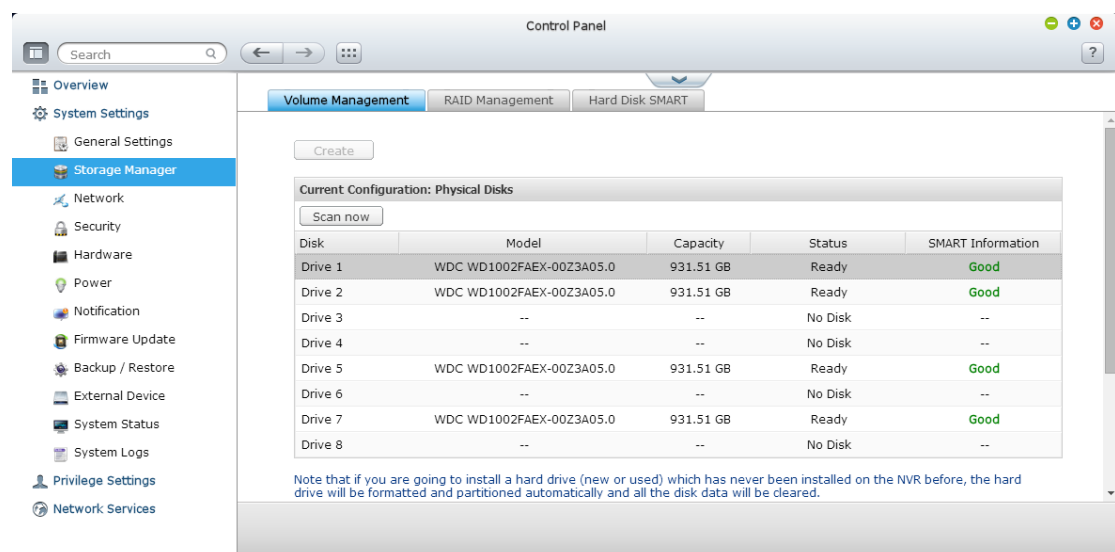 Control Panel
Search
?
Overview
System Settings
General Settings
Storage Manager
Network
Security
Hardware
Power
Notification
Firmware Update
Backup / Restore
External Device
System Status
System Logs
Privilege Settings
Network Services
Volume Management RAID Management Hard Disk SMART
Create
Current Configuration: Physical Disks
Scan now
Disk Model Capacity Status SMART Information
Drive 1 WDC WD1002FAEX-00Z3A05.0 931.51 GB Ready Good
Drive 2 WDC WD1002FAEX-00Z3A05.0 931.51 GB Ready Good
Drive 3 -- -- No Disk --
Drive 4 -- -- No Disk --
Drive 5 WDC WD1002FAEX-00Z3A05.0 931.51 GB Ready Good
Drive 6 -- -- No Disk --
Drive 7 WDC WD1002FAEX-00Z3A05.0 931.51 GB Ready Good
Drive 8 -- -- No Disk --
Note that if you are going to install a hard drive (new or used) which has never been installed on the NVR before, the hard
drive will be formatted and partitioned automatically and all the disk data will be cleared.